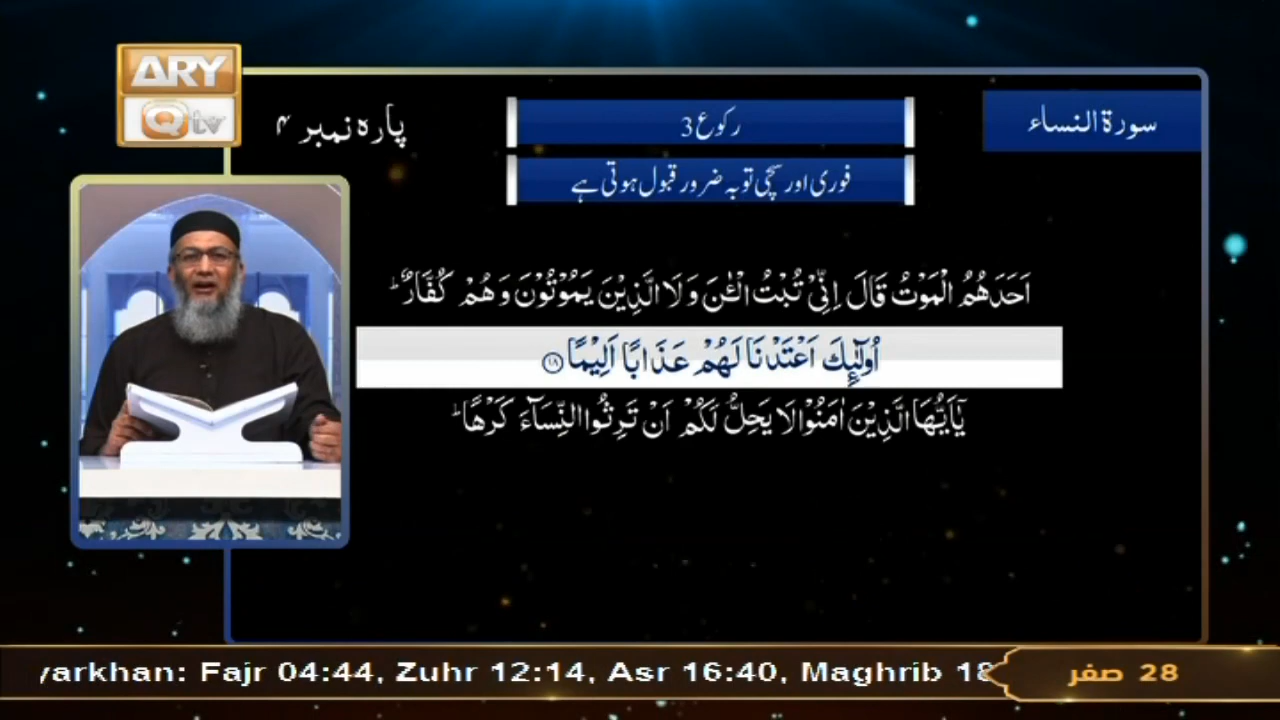 ARY
Qtv
پارہ نمبر ۴
رکوع 3
سورۃ النساء
فوری اور سچی توبہ ضرور قبول ہوتی ہے
اَحَدَهُمُ الْمَوْتُ قَالَ اِنِّیْ تُبْتُ الْـٰٔنَ وَ لَا الَّذِیْنَ یَمُوْتُوْنَ وَ هُمْ كُفَّارٌؕ
اُولٰٓىِٕكَ اَعْتَدْنَا لَهُمْ عَذَابًا اَلِیْمًا ۱۸
یٰۤاَیُّهَا الَّذِیْنَ اٰمَنُوْا لَا یَحِلُّ لَكُمْ اَنْ تَرِثُوا النِّسَآءَ كَرْهًاؕ
yarkhan: Fajr 04:44, Zuhr 12:14, Asr 16:40, Maghrib 18
28 صفر